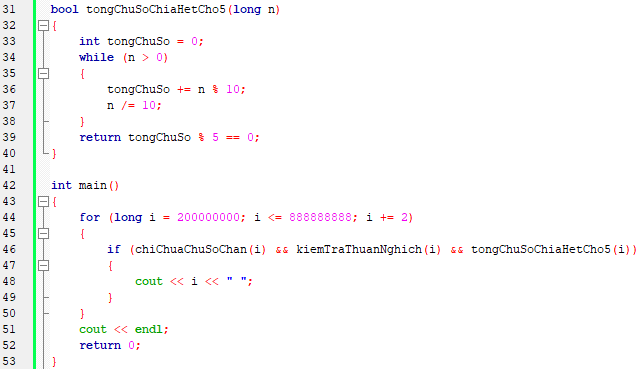 31 bool tongChuSoChiaHetCho5(long n)
32 {
33     int tongChuSo = 0;
34     while (n > 0)
35     {
36         tongChuSo += n % 10;
37         n /= 10;
38     }
39     return tongChuSo % 5 == 0;
40 }
41
42 int main()
43 {
44     for (long i = 200000000; i <= 888888888; i += 2)
45     {
46         if (chiChuaChuSoChan(i) && kiemTraThuanNghich(i) && tongChuSoChiaHetCho5(i))
47         {
48             cout << i << " ";
49         }
50     }
51     cout << endl;
52     return 0;
53 }